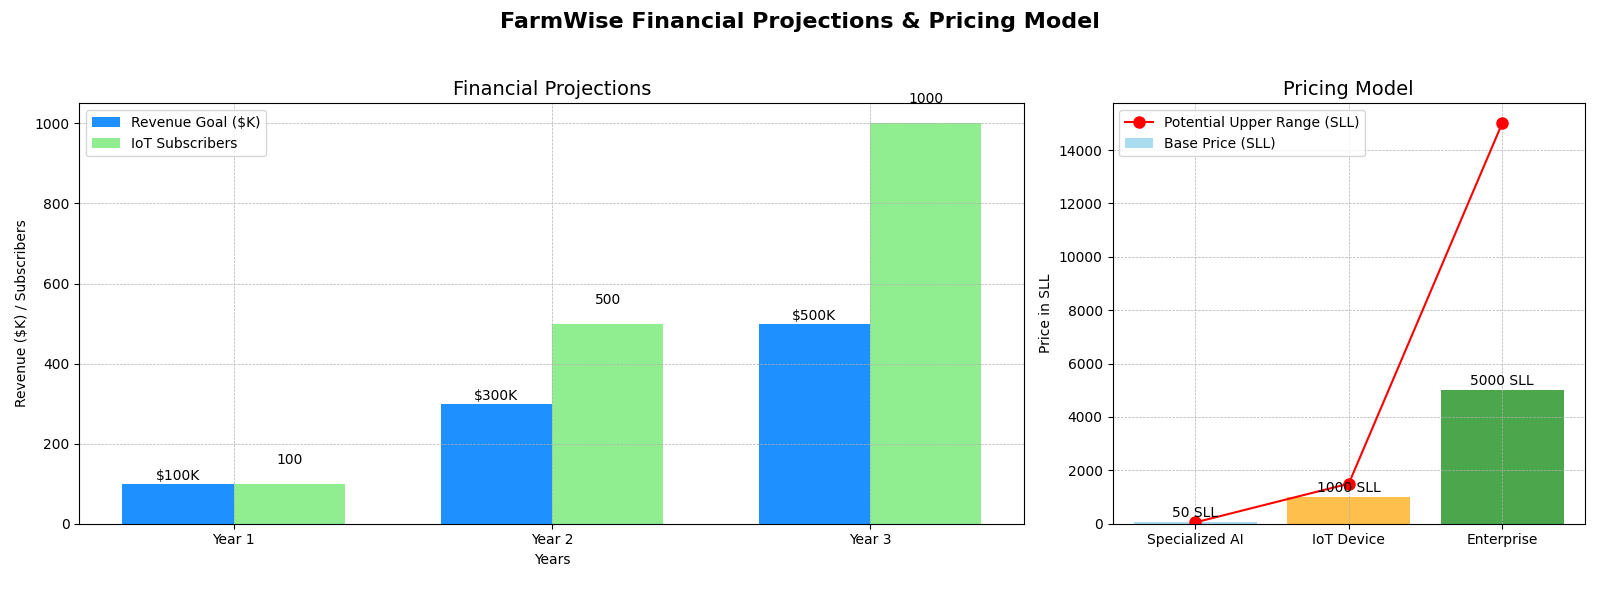 FarmWise Financial Projections & Pricing Model
Financial Projections
Revenue Goal ($K)
IoT Subscribers
Revenue ($K) / Subscribers
1000
800
600
400
200
0
$100K
100
$300K
500
$500K
1000
Year 1
Year 2
Year 3
Years
Pricing Model
Potential Upper Range (SLL)
Base Price (SLL)
Price in SLL
14000
12000
10000
8000
6000
4000
2000
0
50 SLL
1000 SLL
5000 SLL
Specialized AI
IoT Device
Enterprise